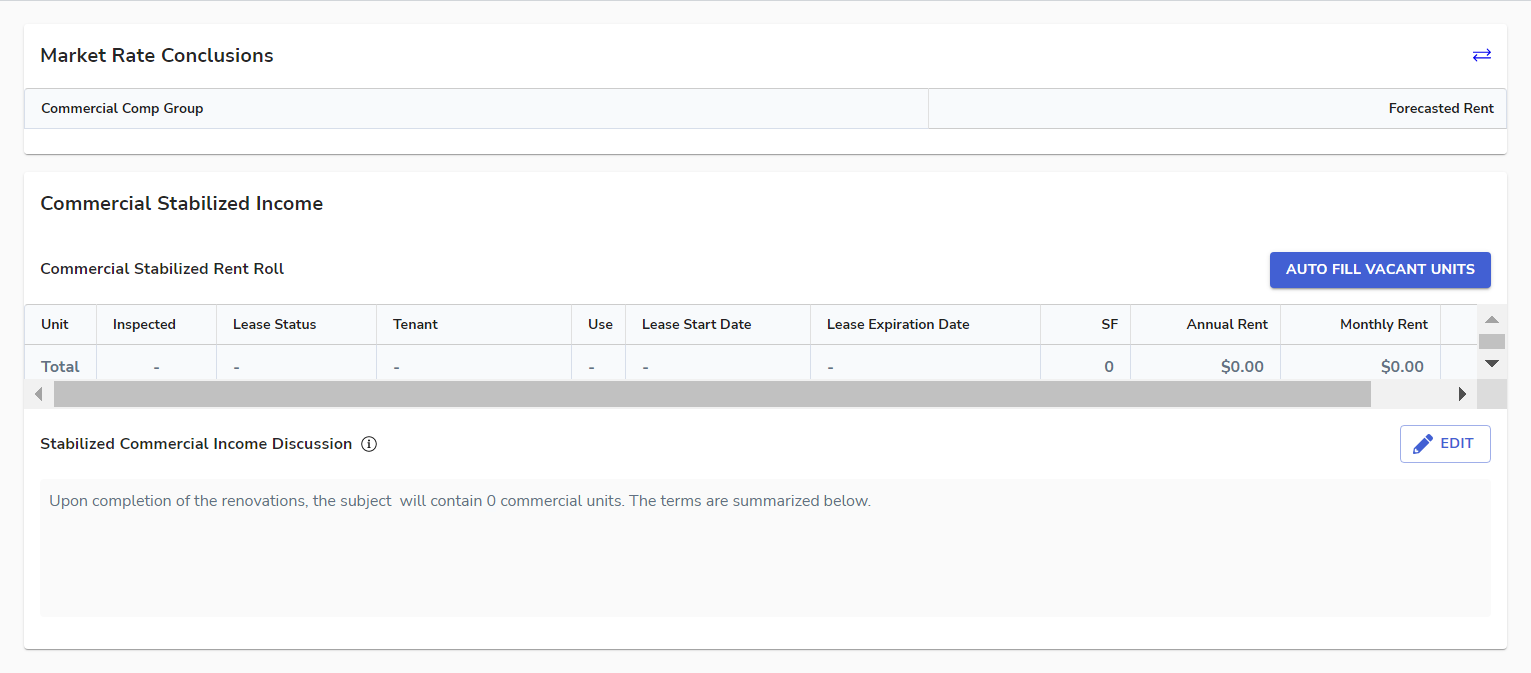 Market Rate Conclusions
Commercial Comp Group Forecasted Rent
Commercial Stabilized Income
Commercial Stabilized Rent Roll AUTO FILL VACANT UNITS
Unit Inspected Lease Status Tenant Use Lease Start Date Lease Expiration Date SF Annual Rent Monthly Rent
Total - - - - - - 0 $0.00 $0.00
Stabilized Commercial Income Discussion EDIT
Upon completion of the renovations, the subject  will contain 0 commercial units. The terms are summarized below.